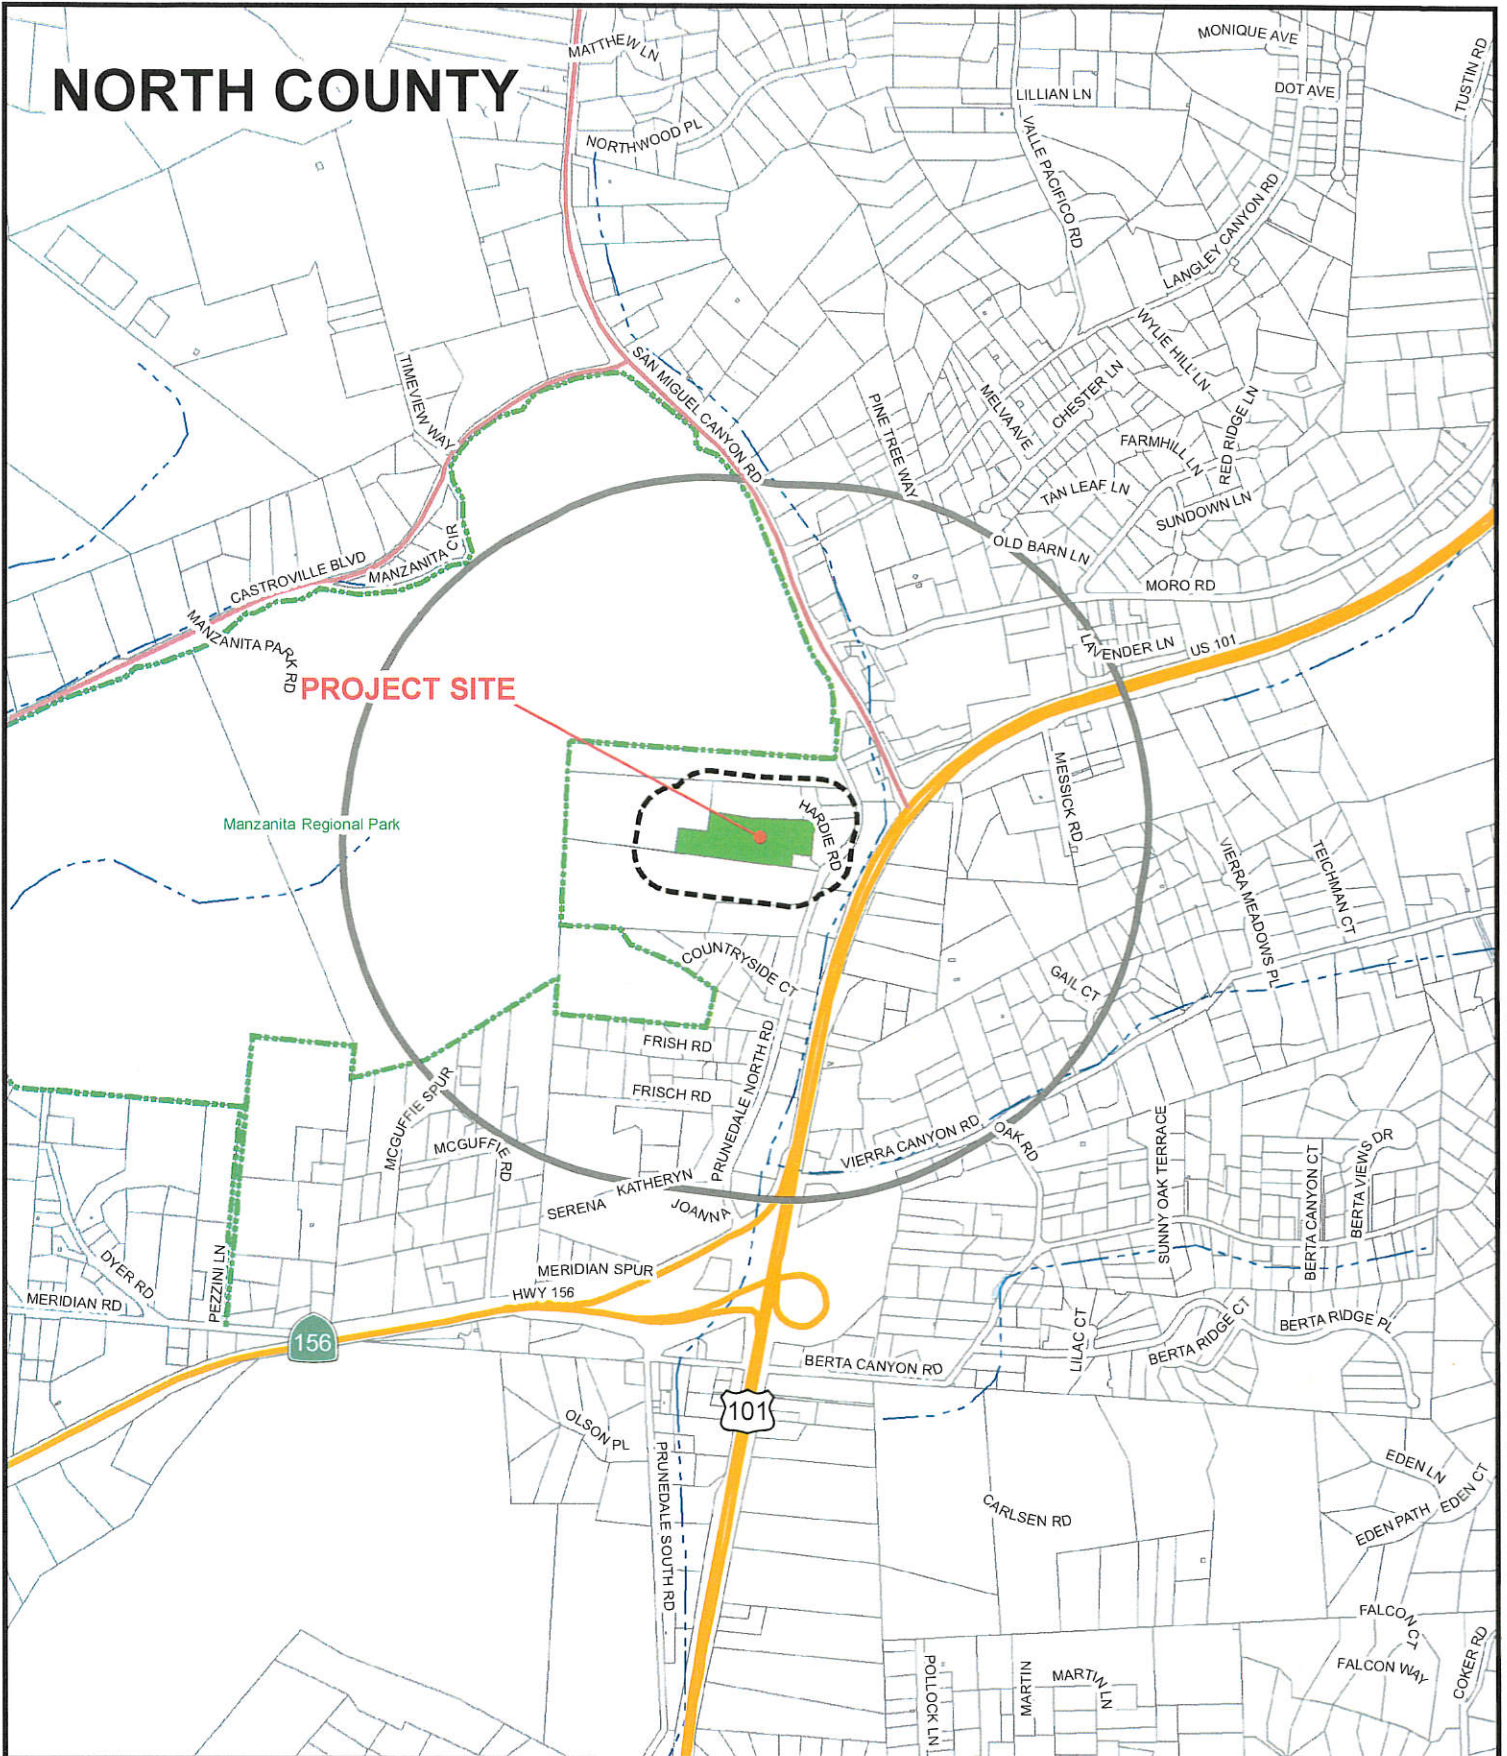 NORTH COUNTY
MATTHEW LN
MONIQUE AVE
TUSTIN RD
LILLIAN LN
DOT AVE
NORTHWOOD PL
VALLE PACIFICO RD
LANGLEY CANYON RD
TIMEVIEW WAY
SAN MIGUEL CANYON RD
WYLIE HILL LN
PINE TREE WAY
MELVA AVE
CHESTER LN
RED RIDGE LN
FARMHILL LN
TAN LEAF LN
SUNDOWN LN
OLD BARN LN
CASTROVILLE BLVD
MANZANITA CIR
MORO RD
MANZANITA PARK RD
LAVENDER LN
US 101
PROJECT SITE
MESSICK RD
HARDIE RD
Manzanita Regional Park
VIERRA MEADOWS PL
TEICHMAN CT
COUNTRYSIDE CT
GAIL CT
FRISH RD
PRUNEDALE NORTH RD
FRISCH RD
MCGUFFIE SPUR
MCGUFFIE RD
VIERRA CANYON RD
OAK RD
SUNNY OAK TERRACE
BERTA CANYON CT
BERTA VIEWS DR
KATHERYN
SERENA
JOANNA
DYER RD
PEZZINI LN
MERIDIAN SPUR
HWY 156
MERIDIAN RD
156
LILAC CT
BERTA RIDGE CT
BERTA RIDGE PL
BERTA CANYON RD
101
OLSON PL
PRUNEDALE SOUTH RD
EDEN LN
EDEN CT
EDEN PATH
CARLSEN RD
FALCON CT
FALCON WAY
COKER RD
POLLOCK LN
MARTIN
MARTIN LN